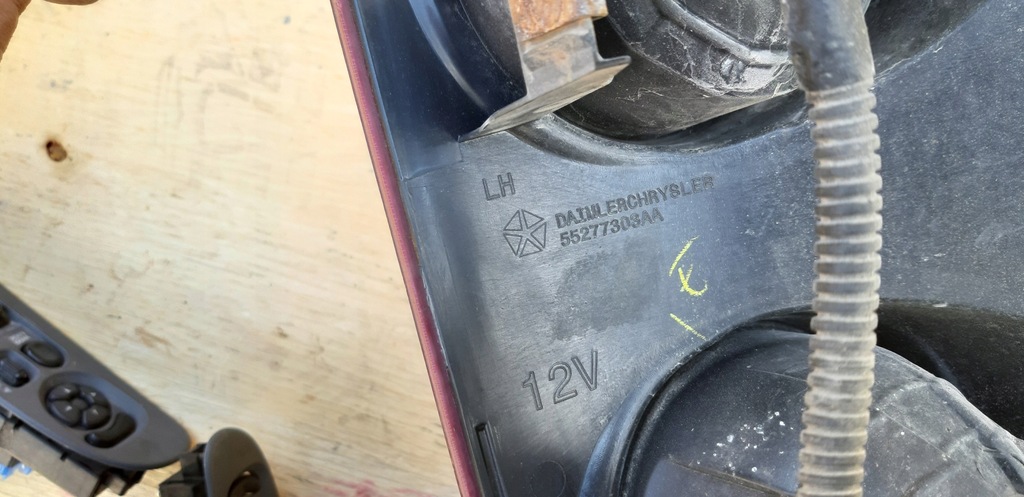 LH
DAIMLERCHRYSLER
55277303AA
12V